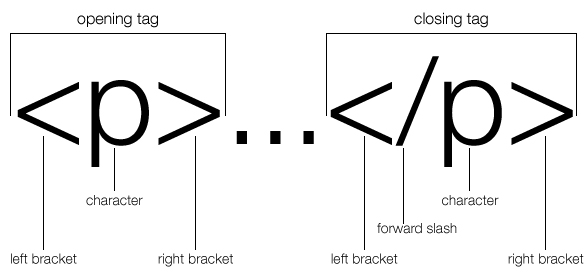 opening tag closing tag
<p>...</p>
character character
forward slash
left bracket right bracket left bracket right bracket